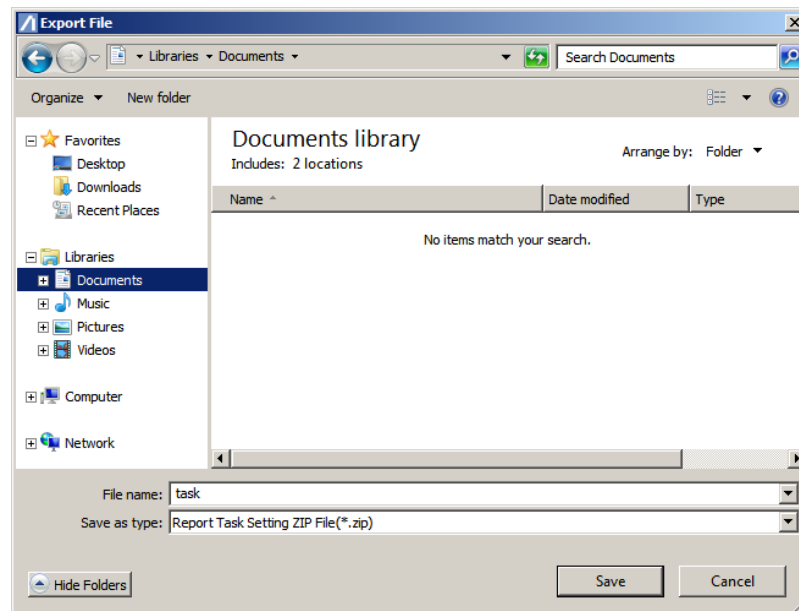 Export File
Libraries Documents Search Documents
Organize New folder
Favorites
Desktop
Downloads
Recent Places
Libraries
Documents
Music
Pictures
Videos
Computer
Network
Documents library
Includes: 2 locations
Arrange by: Folder
Name Date modified Type
No items match your search.
File name: task
Save as type: Report Task Setting ZIP File(*.zip)
Hide Folders Save Cancel